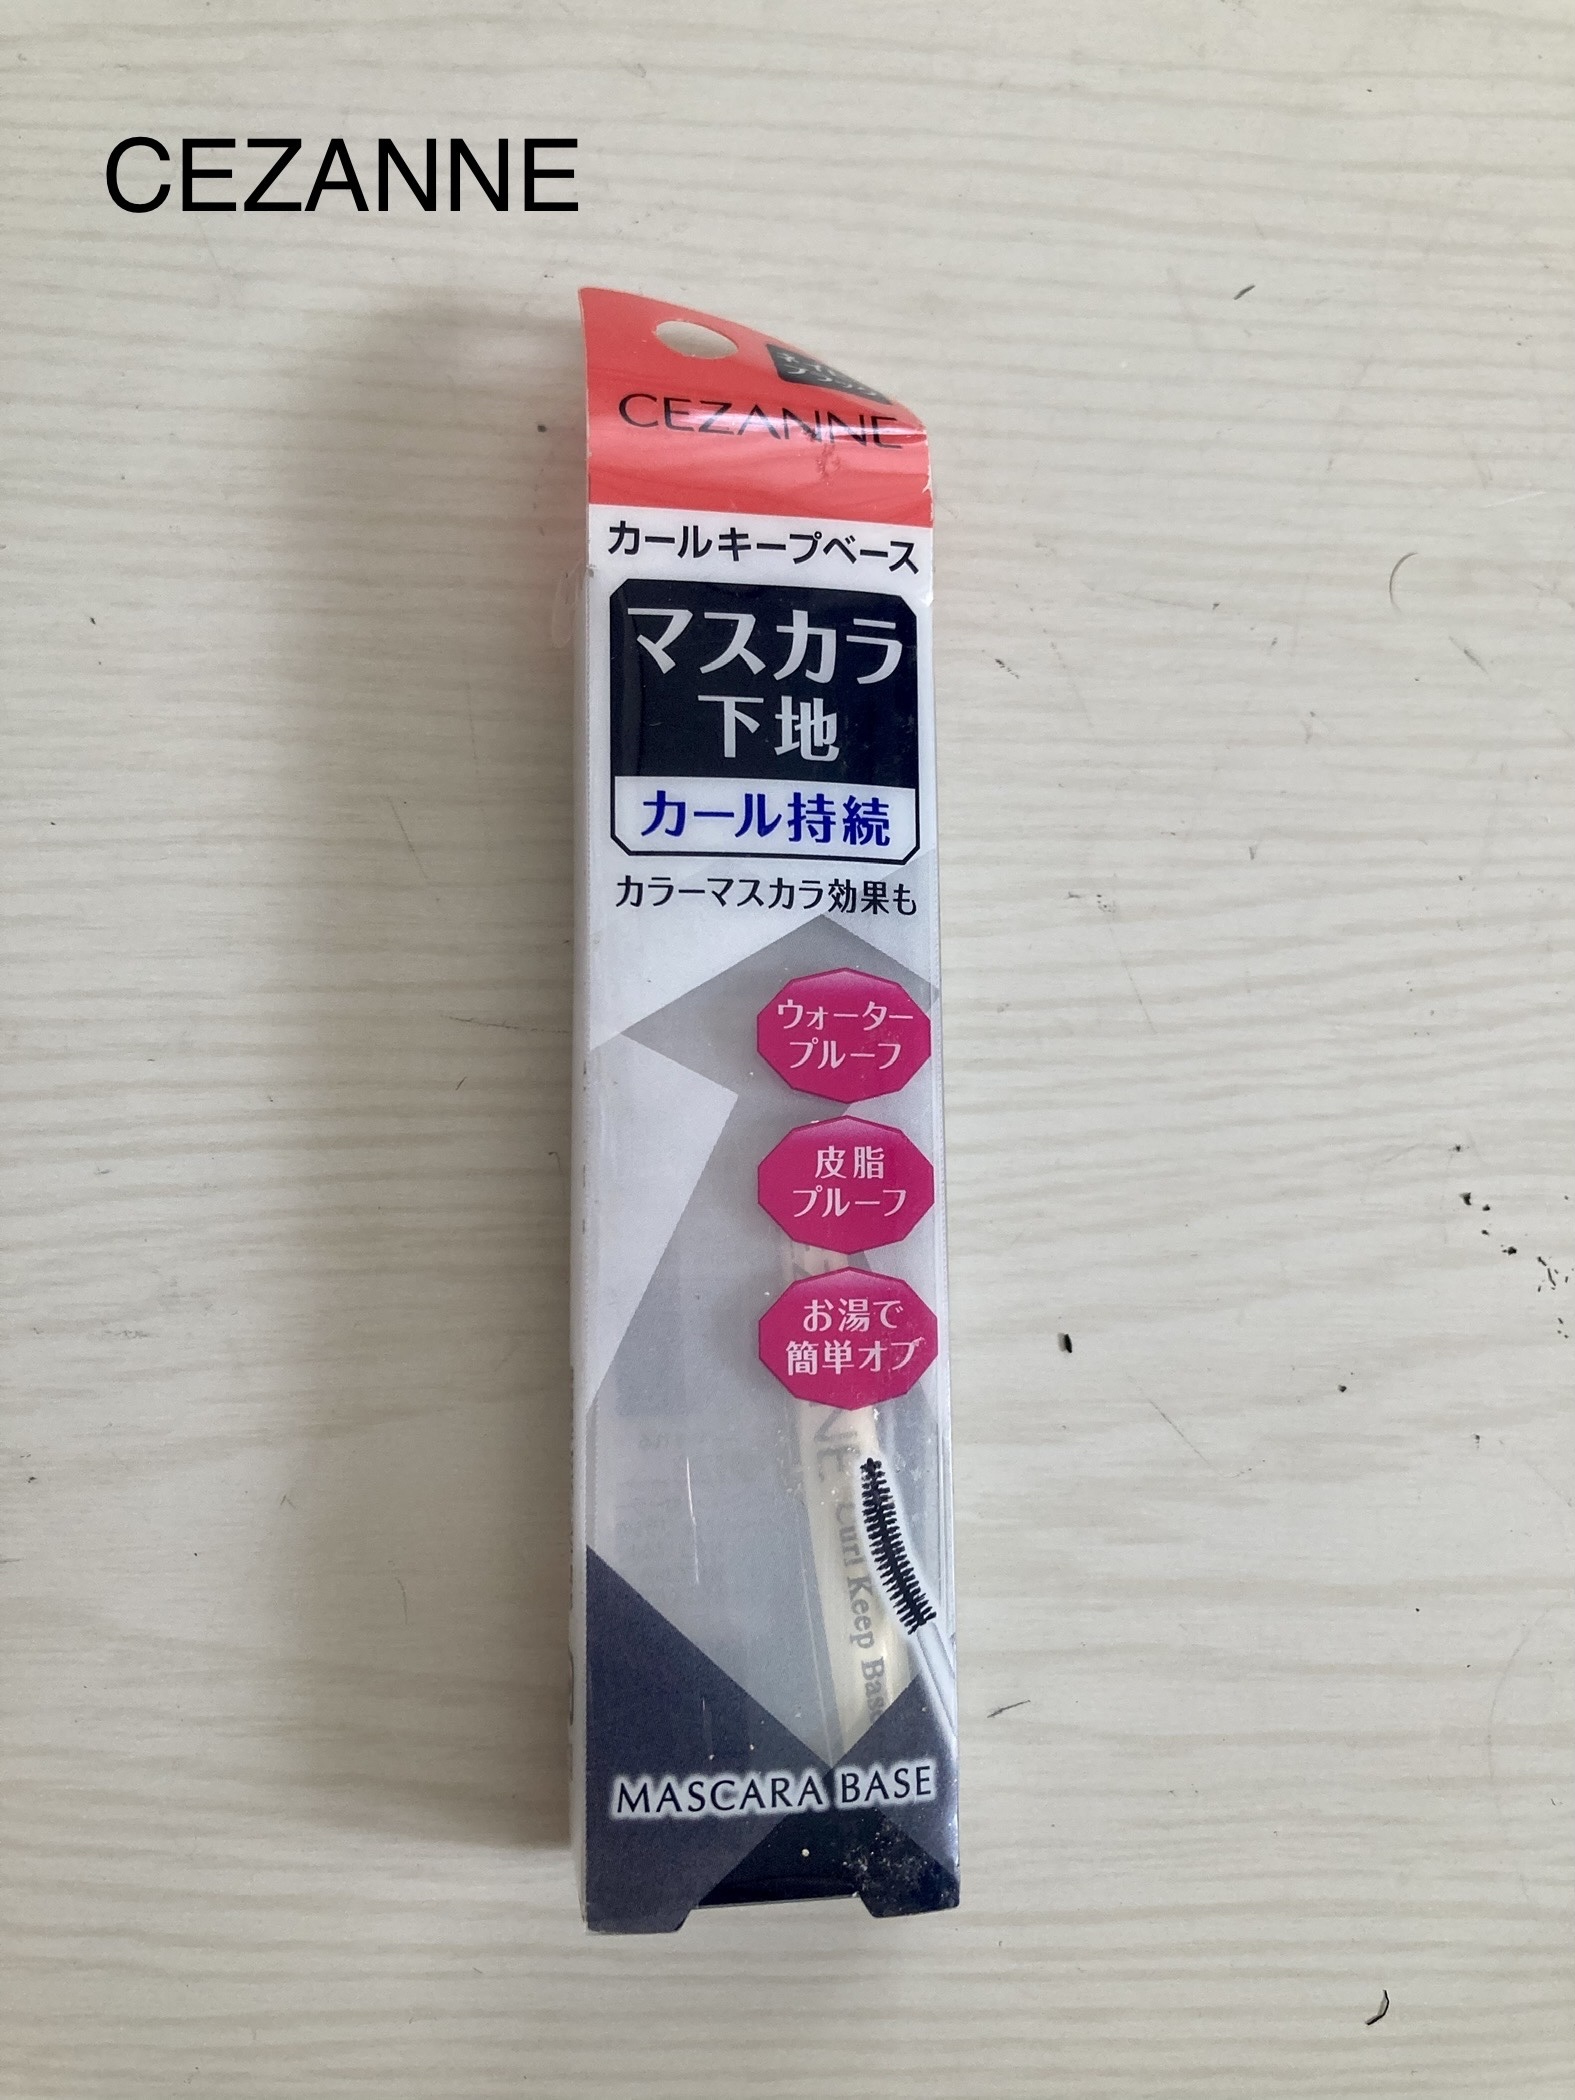 CEZANNE
CEZANNE
カールキープベース
マスカラ
下地
カール持続
カラーマスカラ効果も
ウォーター
プルーフ
皮脂
プルーフ
お湯で
簡単オフ
Curl Keep Base
MASCARA BASE